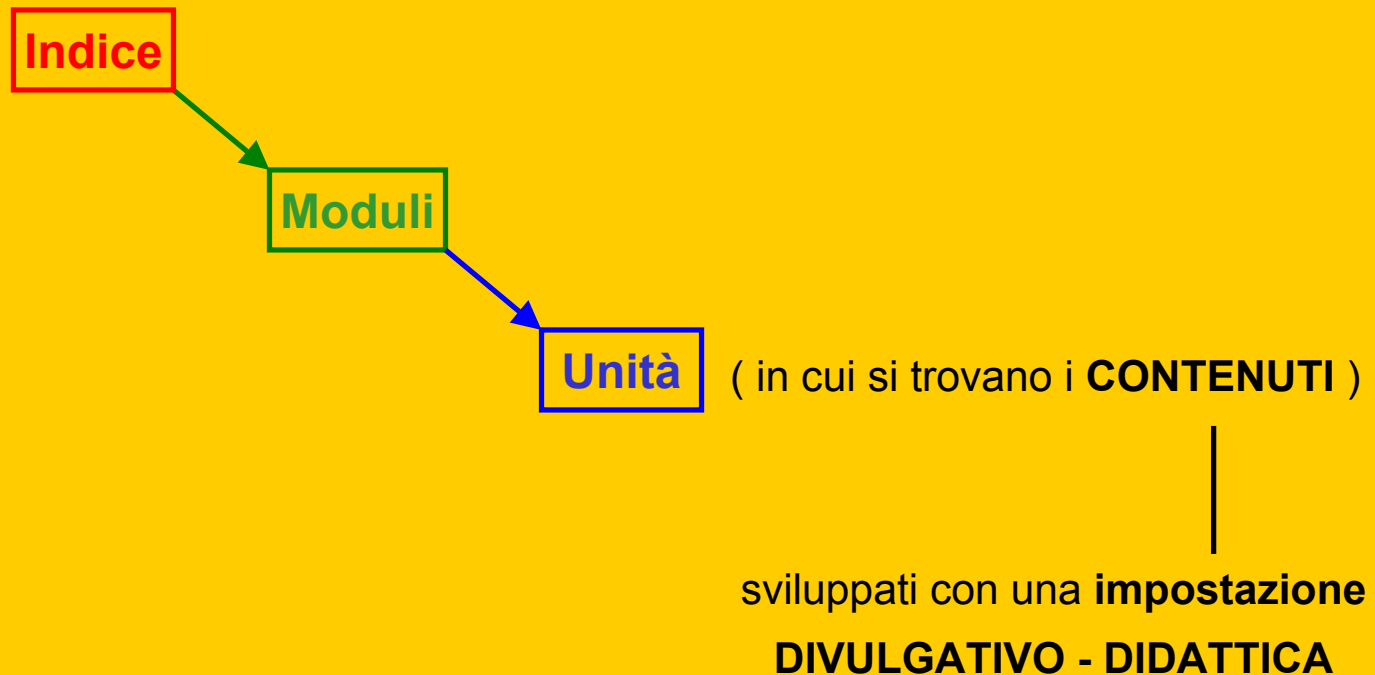 Indice
Moduli
Unità ( in cui si trovano i CONTENUTI )
sviluppati con una impostazione
DIVULGATIVO - DIDATTICA